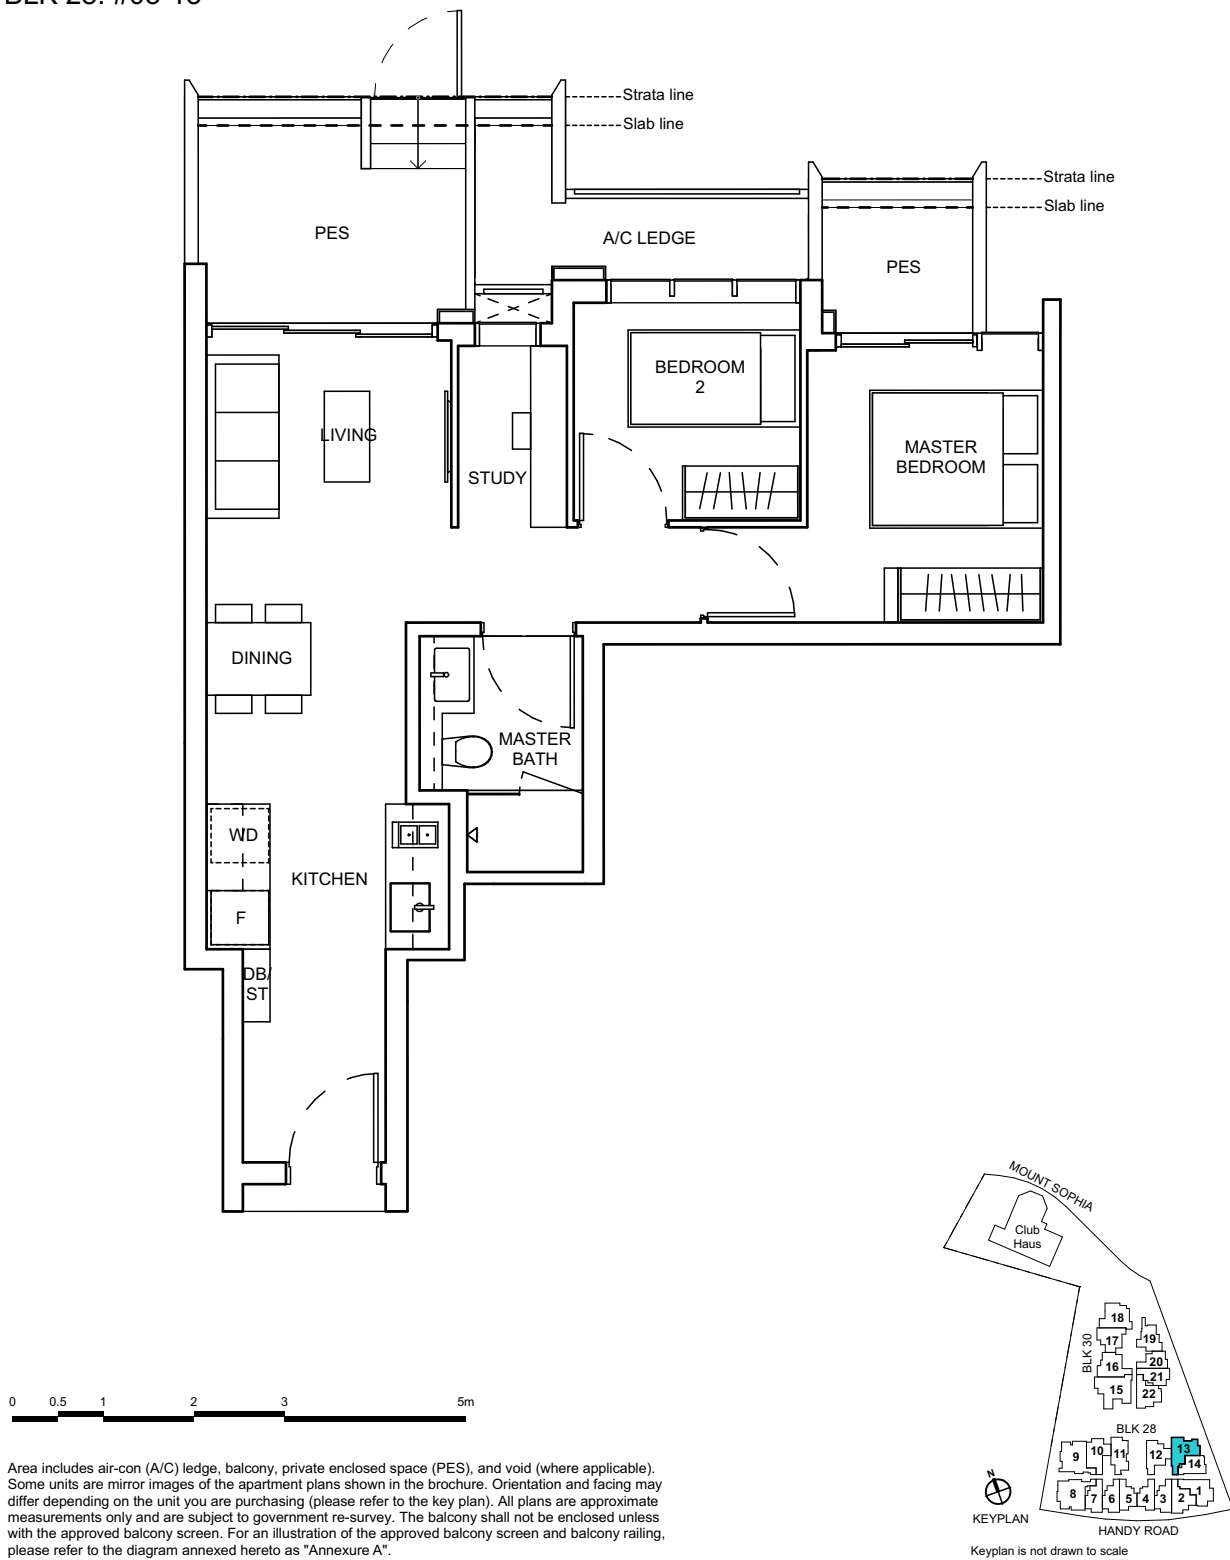 Strata line
Slab line
Strata line
Slab line
PES
A/C LEDGE
PES
BEDROOM
2
LIVING
MASTER
BEDROOM
STUDY
DINING
MASTER
BATH
WD
KITCHEN
F
DB/
ST
MOUNT SOPHIA
Club
Haus
BLK 30
18
17
19
16
20
21
15
22
BLK 28
9
10
11
12
13
14
8
7
6
5
4
3
2
1
N
KEYPLAN
HANDY ROAD
Keyplan is not drawn to scale
0 0.5 1 2 3 5m
Area includes air-con (A/C) ledge, balcony, private enclosed space (PES), and void (where applicable).
Some units are mirror images of the apartment plans shown in the brochure. Orientation and facing may
differ depending on the unit you are purchasing (please refer to the key plan). All plans are approximate
measurements only and are subject to government re-survey. The balcony shall not be enclosed unless
with the approved balcony screen. For an illustration of the approved balcony screen and balcony railing,
please refer to the diagram annexed hereto as "Annexure A".